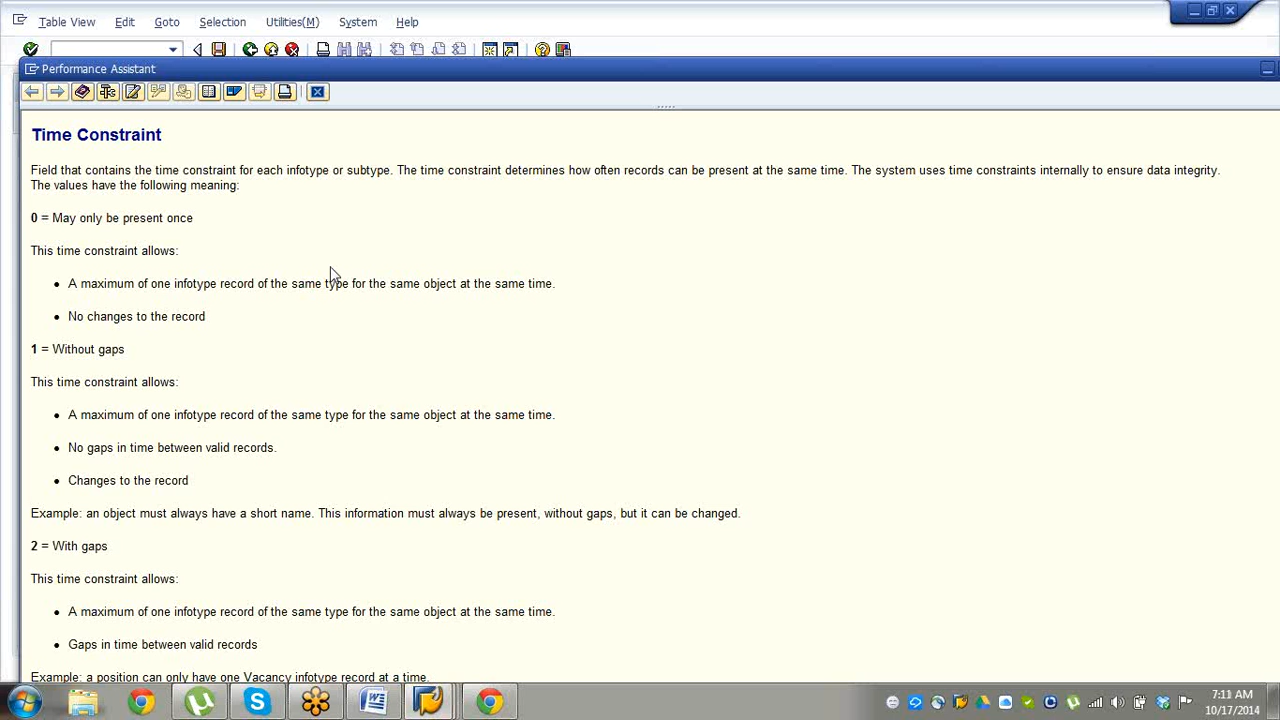 Table View Edit Goto Selection Utilities(M) System Help
Performance Assistant
Time Constraint
Field that contains the time constraint for each infotype or subtype. The time constraint determines how often records can be present at the same time. The system uses time constraints internally to ensure data integrity.
The values have the following meaning:
0 = May only be present once
This time constraint allows:
• A maximum of one infotype record of the same type for the same object at the same time.
• No changes to the record
1 = Without gaps
This time constraint allows:
• A maximum of one infotype record of the same type for the same object at the same time.
• No gaps in time between valid records.
• Changes to the record
Example: an object must always have a short name. This information must always be present, without gaps, but it can be changed.
2 = With gaps
This time constraint allows:
• A maximum of one infotype record of the same type for the same object at the same time.
• Gaps in time between valid records
Example: a position can only have one Vacancy infotype record at a time.
7:11 AM
10/17/2014